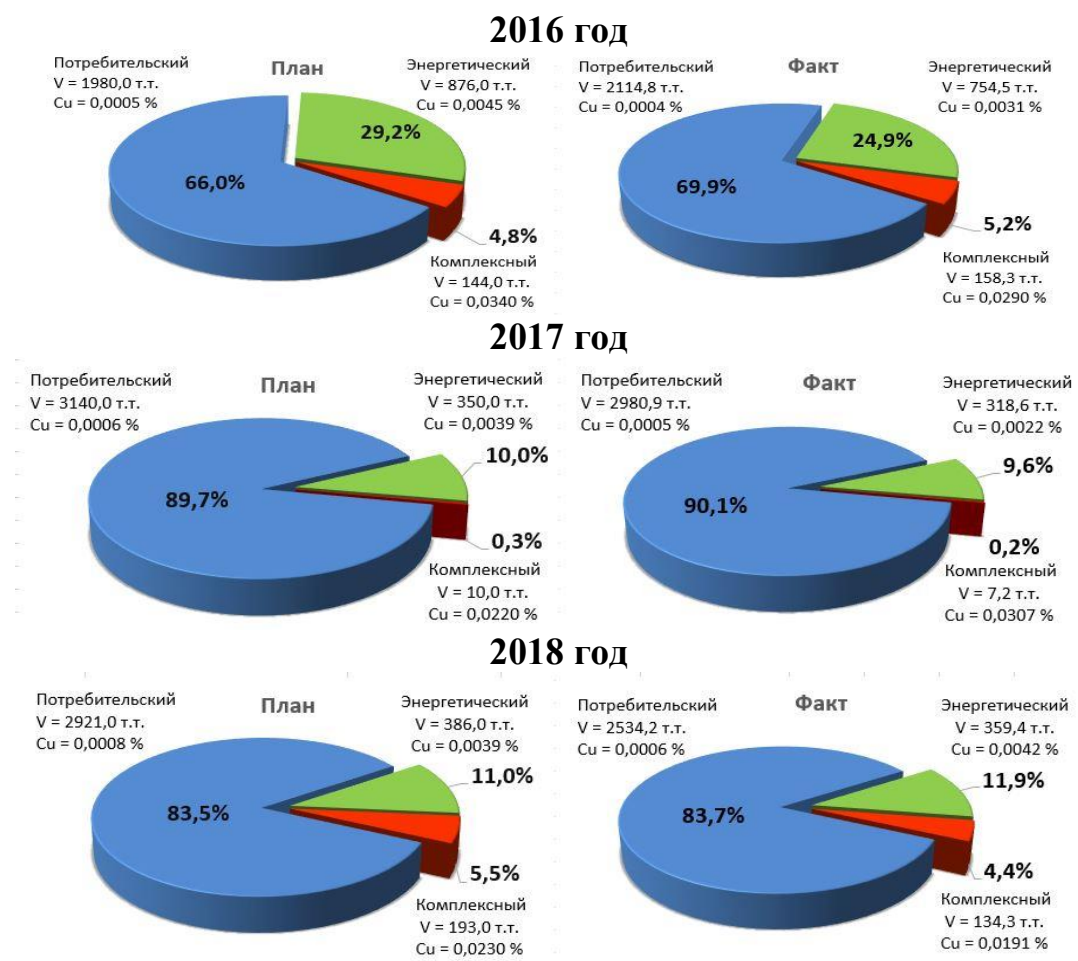 2016 год
План
Потребительский
V = 1980,0 т.т.
Cu = 0,0005 %
Энергетический
V = 876,0 т.т.
Cu = 0,0045 %
29,2%
66,0%
4,8%
Комплексный
V = 144,0 т.т.
Cu = 0,0340 %
Факт
Потребительский
V = 2114,8 т.т.
Cu = 0,0004 %
Энергетический
V = 754,5 т.т.
Cu = 0,0031 %
24,9%
69,9%
5,2%
Комплексный
V = 158,3 т.т.
Cu = 0,0290 %
2017 год
План
Потребительский
V = 3140,0 т.т.
Cu = 0,0006 %
Энергетический
V = 350,0 т.т.
Cu = 0,0039 %
10,0%
89,7%
0,3%
Комплексный
V = 10,0 т.т.
Cu = 0,0220 %
Факт
Потребительский
V = 2980,9 т.т.
Cu = 0,0005 %
Энергетический
V = 318,6 т.т.
Cu = 0,0022 %
9,6%
90,1%
0,2%
Комплексный
V = 7,2 т.т.
Cu = 0,0307 %
2018 год
План
Потребительский
V = 2921,0 т.т.
Cu = 0,0008 %
Энергетический
V = 386,0 т.т.
Cu = 0,0039 %
11,0%
83,5%
5,5%
Комплексный
V = 193,0 т.т.
Cu = 0,0230 %
Факт
Потребительский
V = 2534,2 т.т.
Cu = 0,0006 %
Энергетический
V = 359,4 т.т.
Cu = 0,0042 %
11,9%
83,7%
4,4%
Комплексный
V = 134,3 т.т.
Cu = 0,0191 %